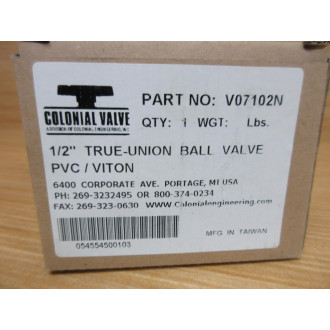 COLONIAL VALVE
A DIVISION OF COLONIAL ENGINEERING, INC
PART NO: V07102N
QTY: 1 WGT: Lbs.
1/2" TRUE-UNION BALL VALVE
PVC / VITON
6400 CORPORATE AVE. PORTAGE, MI USA
PH: 269-3232495 OR 800-374-0234
FAX: 269-323-0630 WWW.Colonialengineering.com
MFG IN TAIWAN
054554500103